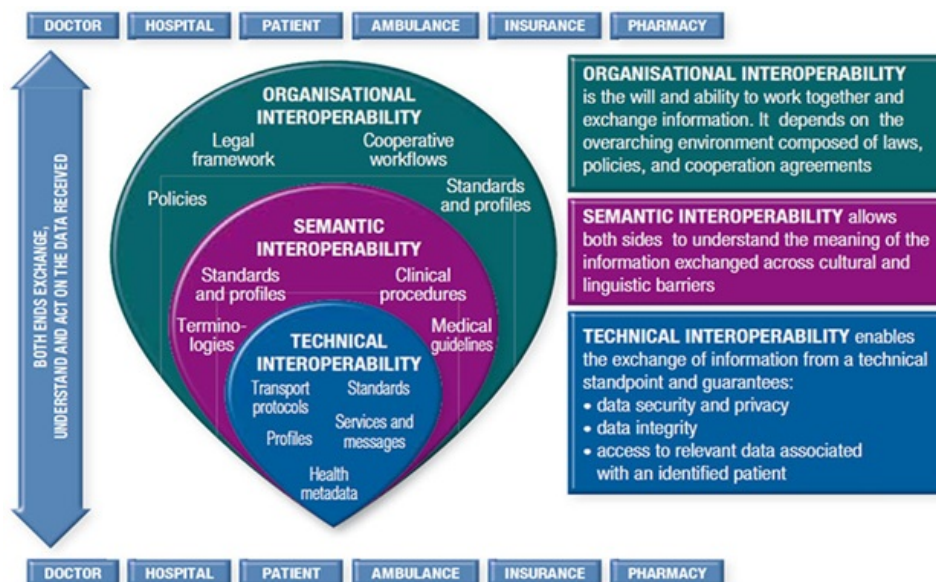 DOCTOR HOSPITAL PATIENT AMBULANCE INSURANCE PHARMACY
BOTH ENDS EXCHANGE,
UNDERSTAND AND ACT ON THE DATA RECEIVED
ORGANISATIONAL
INTEROPERABILITY
Legal
framework
Cooperative
workflows
Policies
Standards
and profiles
SEMANTIC
INTEROPERABILITY
Standards
and profiles
Clinical
procedures
Termino-
logies
Medical
guidelines
TECHNICAL
INTEROPERABILITY
Transport
protocols
Standards
Profiles
Services and
messages
Health
metadata
ORGANISATIONAL INTEROPERABILITY
is the will and ability to work together and
exchange information. It depends on the
overarching environment composed of laws,
policies, and cooperation agreements
SEMANTIC INTEROPERABILITY allows
both sides to understand the meaning of the
information exchanged across cultural and
linguistic barriers
TECHNICAL INTEROPERABILITY enables
the exchange of information from a technical
standpoint and guarantees:
• data security and privacy
• data integrity
• access to relevant data associated
with an identified patient
DOCTOR HOSPITAL PATIENT AMBULANCE INSURANCE PHARMACY